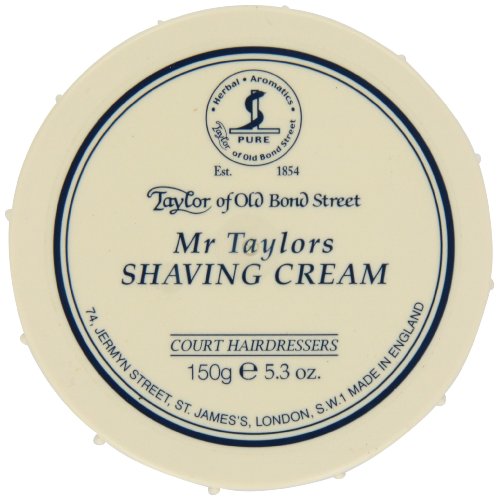 Herbal · Aromatics
PURE
Taylor of Old Bond Street
Est. 1854
Taylor of Old Bond Street
Mr Taylors
SHAVING CREAM
COURT HAIRDRESSERS
150g ℮ 5.3 oz.
74, JERMYN STREET, ST. JAMES'S, LONDON, S.W.1 MADE IN ENGLAND